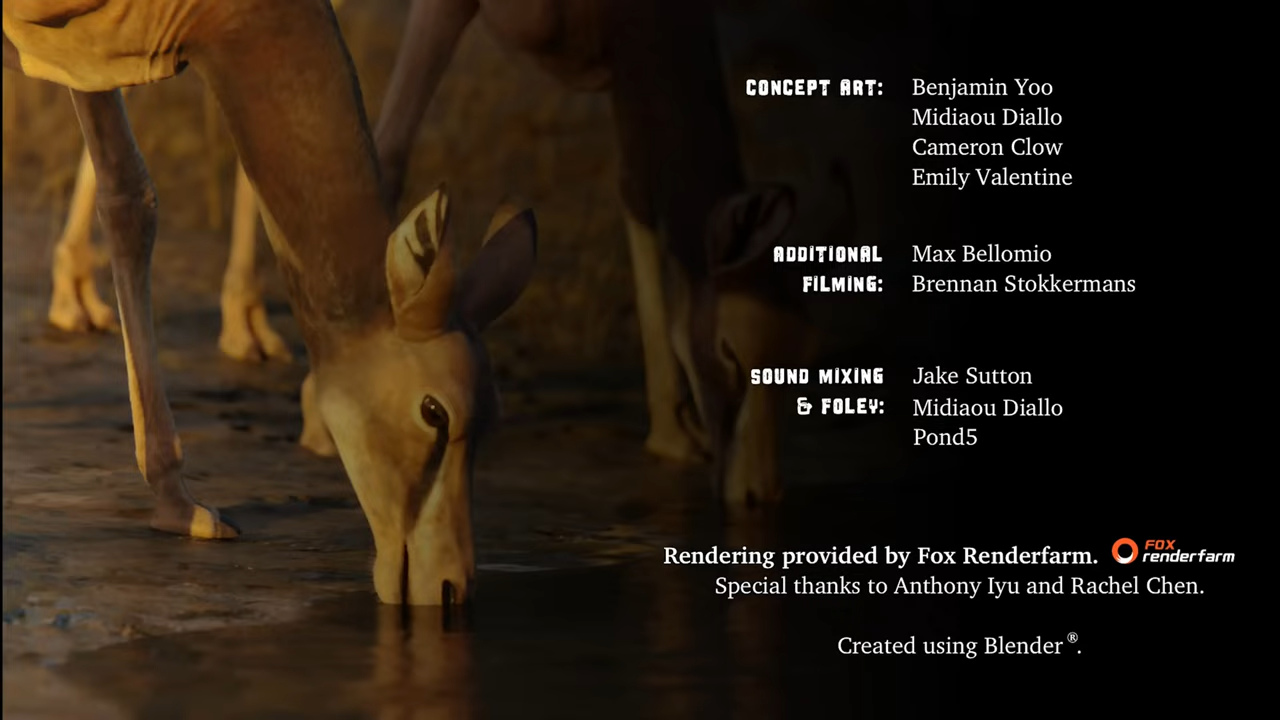 CONCEPT ART: Benjamin Yoo
Midiaou Diallo
Cameron Clow
Emily Valentine
ADDITIONAL Max Bellomio
FILMING: Brennan Stokkermans
SOUND MIXING Jake Sutton
& FOLEY: Midiaou Diallo
Pond5
Rendering provided by Fox Renderfarm. FOX renderfarm
Special thanks to Anthony Iyu and Rachel Chen.
Created using Blender®.